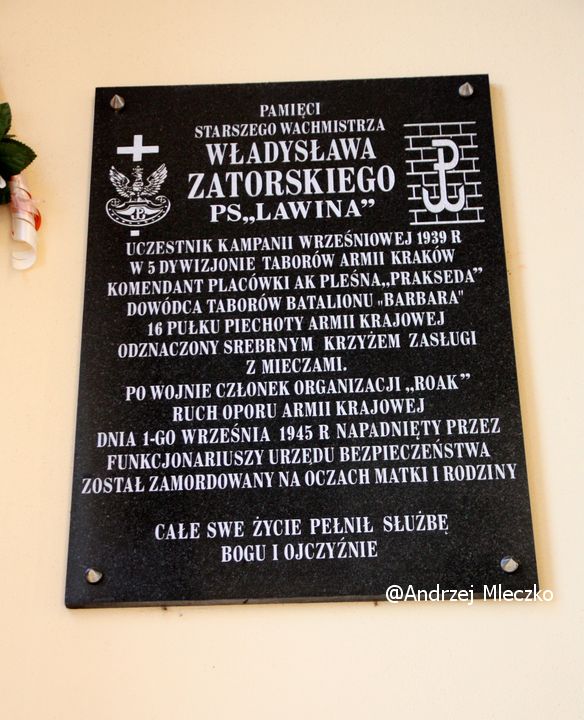 PAMIĘCI
STARSZEGO WACHMISTRZA
WŁADYSŁAWA
ZATORSKIEGO
PS„LAWINA”
UCZESTNIK KAMPANII WRZEŚNIOWEJ 1939 R
W 5 DYWIZJONIE TABORÓW ARMII KRAKÓW
KOMENDANT PLACÓWKI AK PLEŚNA„PRAKSEDA”
DOWÓDCA TABORÓW BATALIONU "BARBARA"
16 PUŁKU PIECHOTY ARMII KRAJOWEJ
ODZNACZONY SREBRNYM KRZYŻEM ZASŁUGI
Z MIECZAMI.
PO WOJNIE CZŁONEK ORGANIZACJI „ROAK”
RUCH OPORU ARMII KRAJOWEJ
DNIA 1-GO WRZEŚNIA 1945 R NAPADNIĘTY PRZEZ
FUNKCJONARIUSZY URZĘDU BEZPIECZEŃSTWA
ZOSTAŁ ZAMORDOWANY NA OCZACH MATKI I RODZINY
CAŁE SWE ŻYCIE PEŁNIŁ SŁUŻBĘ
BOGU I OJCZYŹNIE
@Andrzej Mleczko